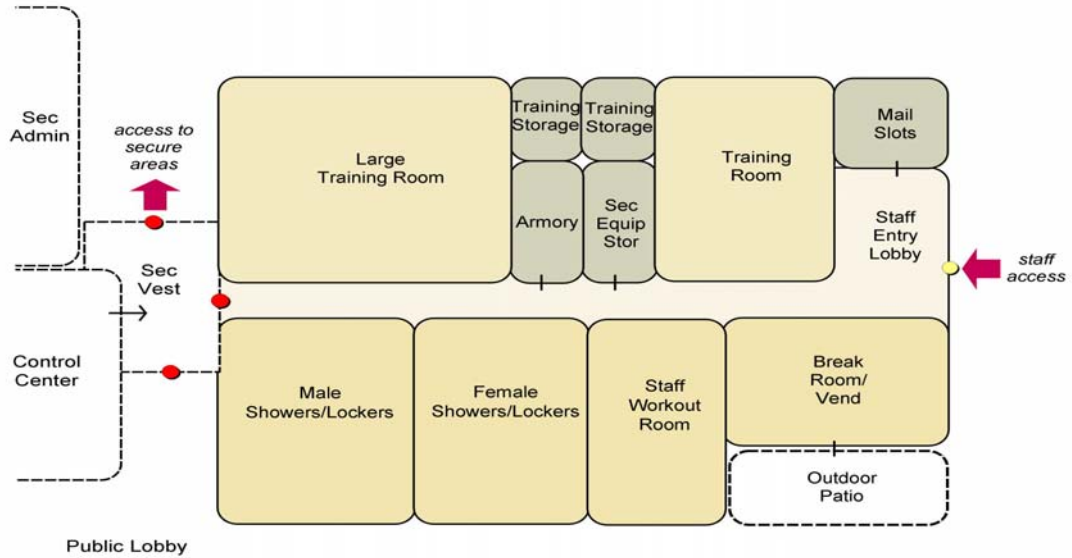 Sec
Admin
access to
secure
areas
Large
Training Room
Training
Storage
Training
Storage
Training
Room
Mail
Slots
Armory
Sec
Equip
Stor
Staff
Entry
Lobby
staff
access
Sec
Vest
Control
Center
Male
Showers/Lockers
Female
Showers/Lockers
Staff
Workout
Room
Break
Room/
Vend
Outdoor
Patio
Public Lobby